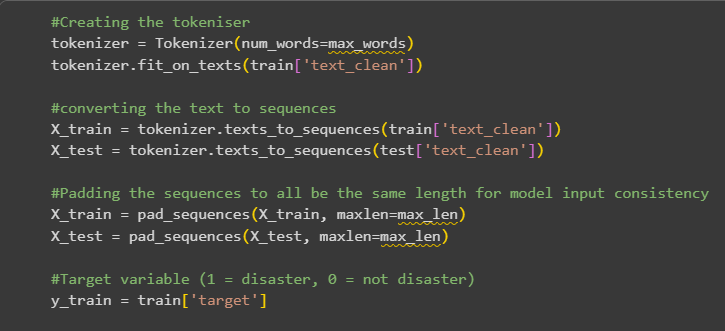 #Creating the tokeniser
tokenizer = Tokenizer(num_words=max_words)
tokenizer.fit_on_texts(train['text_clean'])

#converting the text to sequences
X_train = tokenizer.texts_to_sequences(train['text_clean'])
X_test = tokenizer.texts_to_sequences(test['text_clean'])

#Padding the sequences to all be the same length for model input consistency
X_train = pad_sequences(X_train, maxlen=max_len)
X_test = pad_sequences(X_test, maxlen=max_len)

#Target variable (1 = disaster, 0 = not disaster)
y_train = train['target']